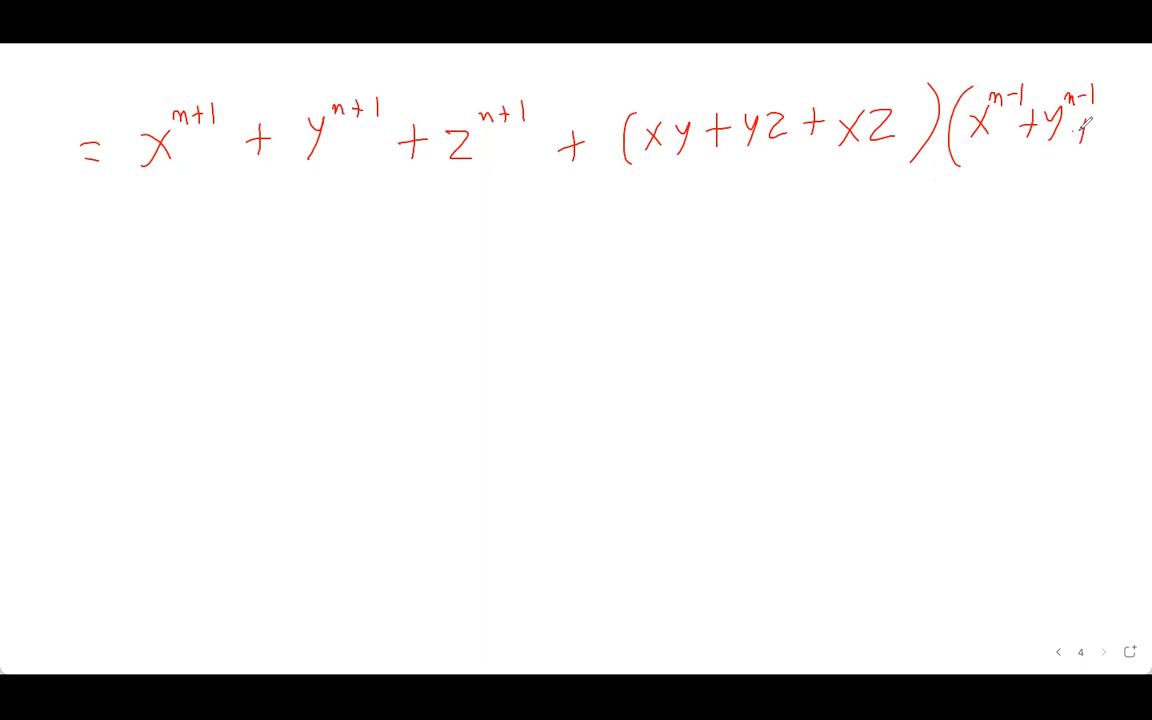 = x^{n+1} + y^{n+1} + z^{n+1} + (xy + yz + xz)(x^{n-1} + y^{n-1} +
4